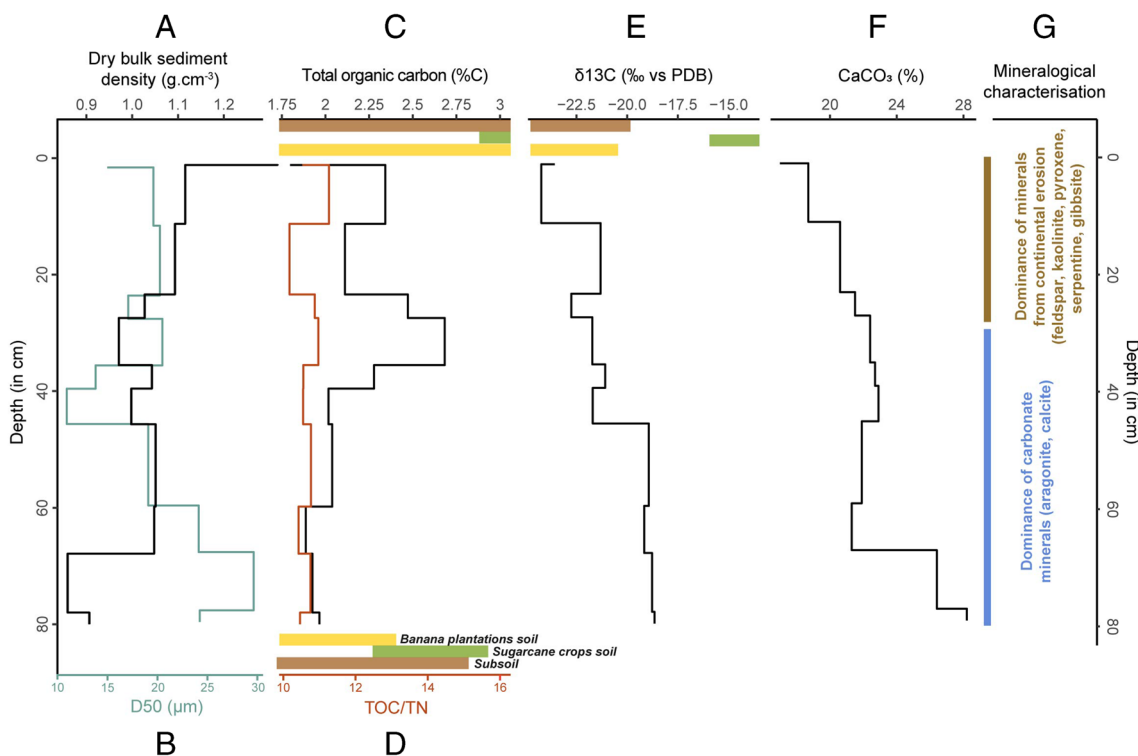 A
C
E
F
G
Dry bulk sediment
density (g.cm⁻³)
Total organic carbon (%C)
δ13C (‰ vs PDB)
CaCO₃ (%)
Mineralogical
characterisation
0.9 1.0 1.1 1.2
1.75 2 2.25 2.5 2.75 3
−22.5 −20.0 −17.5 −15.0
20 24 28
Depth (in cm)
0
20
40
60
80
Dominance of minerals
from continental erosion
(feldspar, kaolinite, pyroxene,
serpentine, gibbsite)
Dominance of carbonate
minerals (aragonite, calcite)
0
20
40
60
80
Depth (in cm)
Banana plantations soil
Sugarcane crops soil
Subsoil
10 15 20 25 30
D50 (μm)
10 12 14 16
TOC/TN
B
D